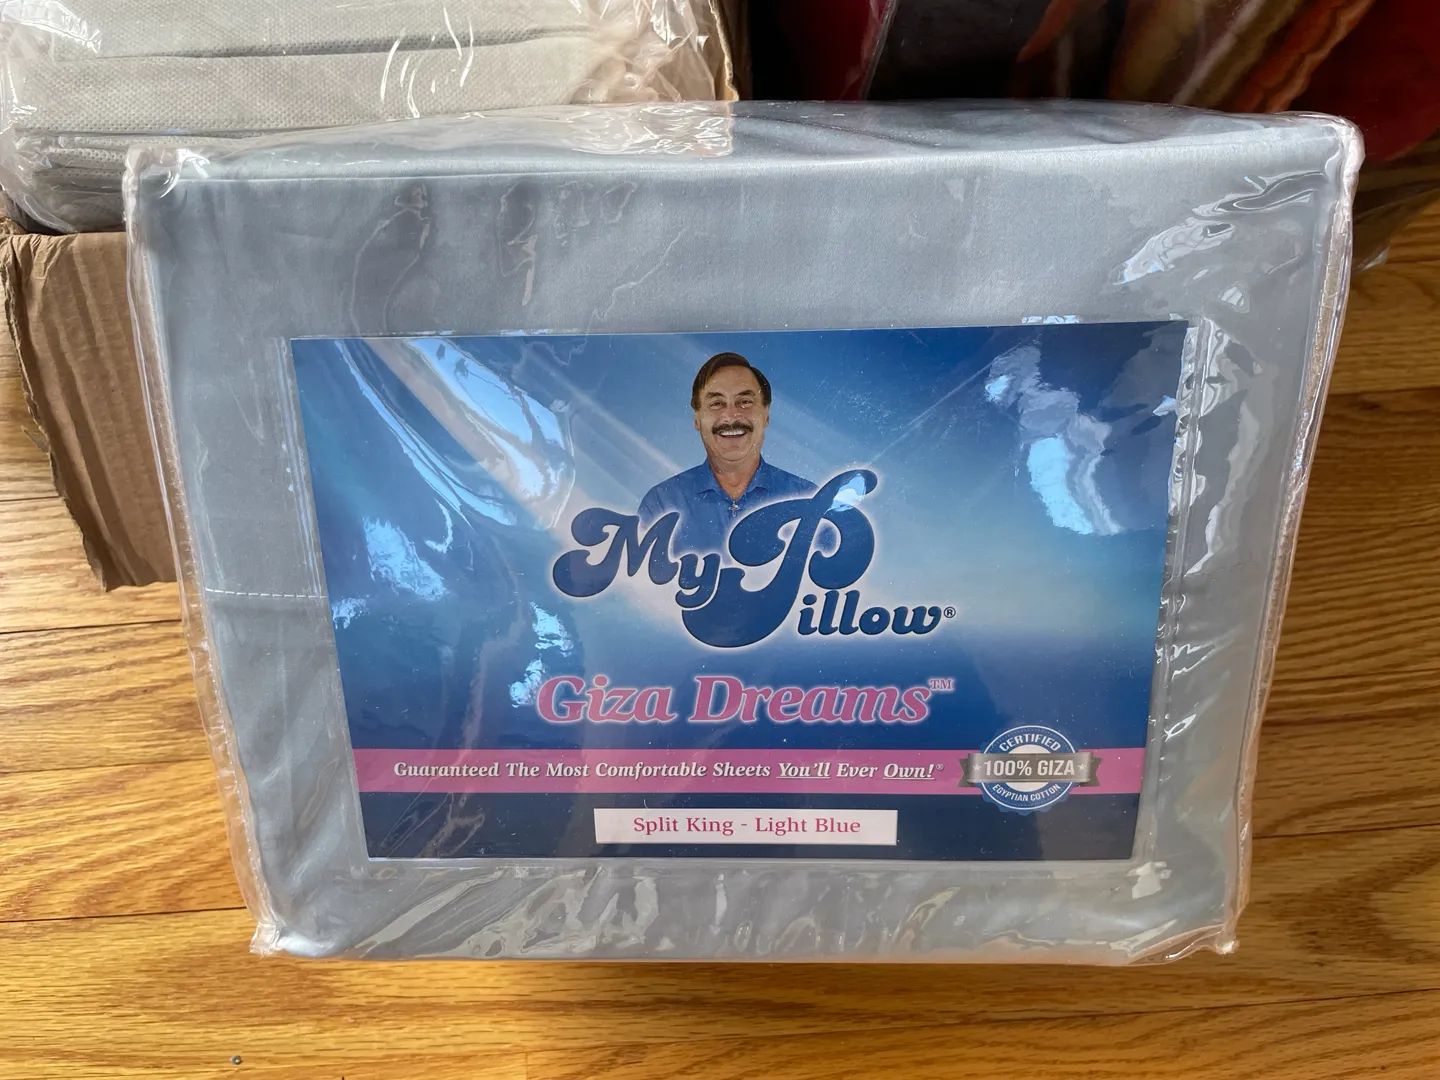 MyPillow®
Giza Dreams™
Guaranteed The Most Comfortable Sheets You'll Ever Own!®
CERTIFIED
100% GIZA
EGYPTIAN COTTON
Split King - Light Blue